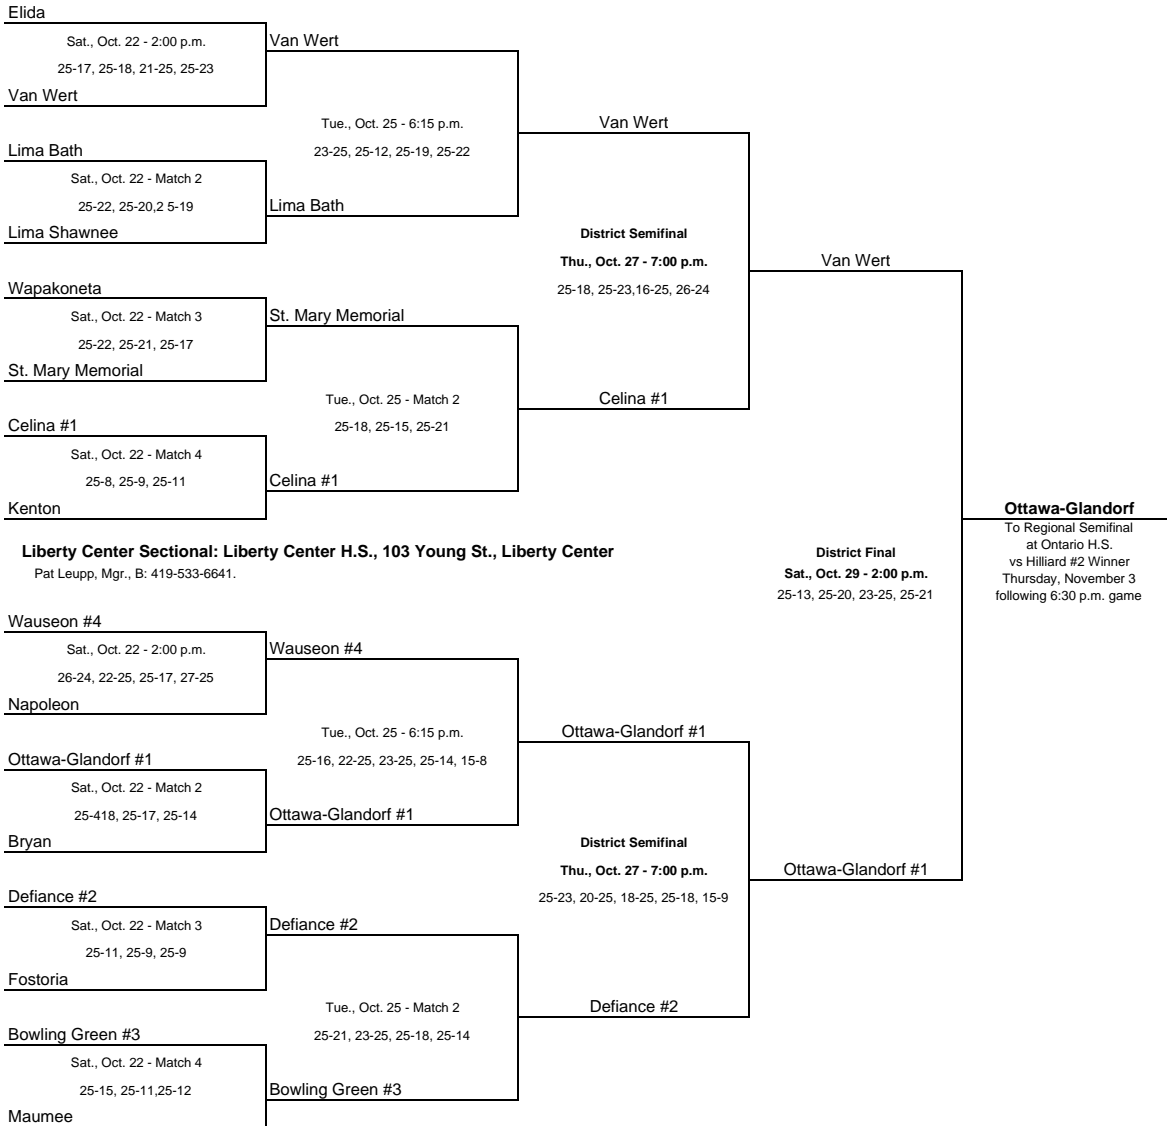 Elida
Sat., Oct. 22 - 2:00 p.m.
Van Wert
25-17, 25-18, 21-25, 25-23
Van Wert
Tue., Oct. 25 - 6:15 p.m.
Van Wert
Lima Bath
23-25, 25-12, 25-19, 25-22
Sat., Oct. 22 - Match 2
25-22, 25-20,2 5-19
Lima Bath
Lima Shawnee
District Semifinal
Thu., Oct. 27 - 7:00 p.m.
Van Wert
Wapakoneta
25-18, 25-23,16-25, 26-24
Sat., Oct. 22 - Match 3
St. Mary Memorial
25-22, 25-21, 25-17
St. Mary Memorial
Tue., Oct. 25 - Match 2
Celina #1
Celina #1
25-18, 25-15, 25-21
Sat., Oct. 22 - Match 4
25-8, 25-9, 25-11
Celina #1
Kenton
Ottawa-Glandorf
To Regional Semifinal
at Ontario H.S.
vs Hilliard #2 Winner
Thursday, November 3
following 6:30 p.m. game
Liberty Center Sectional: Liberty Center H.S., 103 Young St., Liberty Center
Pat Leupp, Mgr., B: 419-533-6641.
District Final
Sat., Oct. 29 - 2:00 p.m.
25-13, 25-20, 23-25, 25-21
Wauseon #4
Sat., Oct. 22 - 2:00 p.m.
Wauseon #4
26-24, 22-25, 25-17, 27-25
Napoleon
Tue., Oct. 25 - 6:15 p.m.
Ottawa-Glandorf #1
Ottawa-Glandorf #1
25-16, 22-25, 23-25, 25-14, 15-8
Sat., Oct. 22 - Match 2
25-418, 25-17, 25-14
Ottawa-Glandorf #1
Bryan
District Semifinal
Thu., Oct. 27 - 7:00 p.m.
Ottawa-Glandorf #1
Defiance #2
25-23, 20-25, 18-25, 25-18, 15-9
Sat., Oct. 22 - Match 3
Defiance #2
25-11, 25-9, 25-9
Fostoria
Tue., Oct. 25 - Match 2
Defiance #2
Bowling Green #3
25-21, 23-25, 25-18, 25-14
Sat., Oct. 22 - Match 4
25-15, 25-11,25-12
Bowling Green #3
Maumee